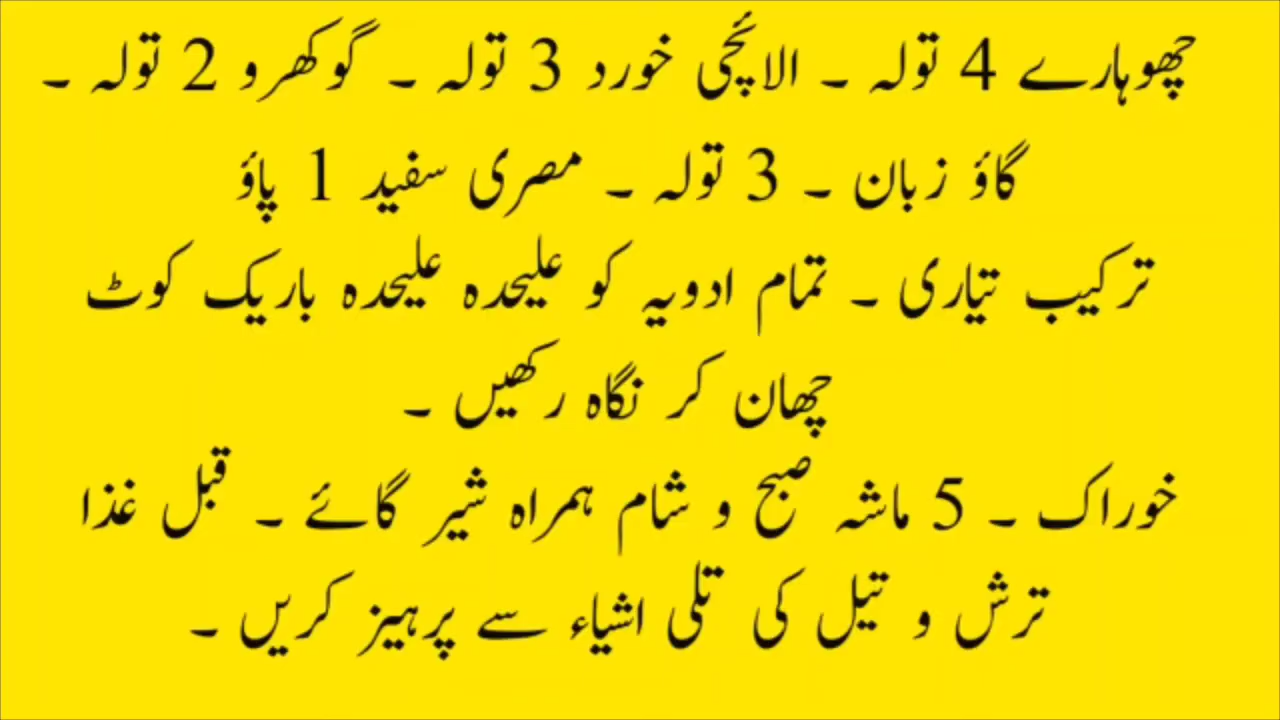 چھوہارے 4 تولہ ۔ الائچی خورد 3 تولہ ۔ گوکھرو 2 تولہ ۔
گاؤ زبان ۔ 3 تولہ ۔ مصری سفید 1 پاؤ
ترکیب تیاری ۔ تمام ادویہ کو علیحدہ علیحدہ باریک کوٹ
چھان کر نگاہ رکھیں ۔
خوراک ۔ 5 ماشہ صبح و شام ہمراہ شیر گائے ۔ قبل غذا
ترش و تیل کی تلی اشیاء سے پرہیز کریں ۔